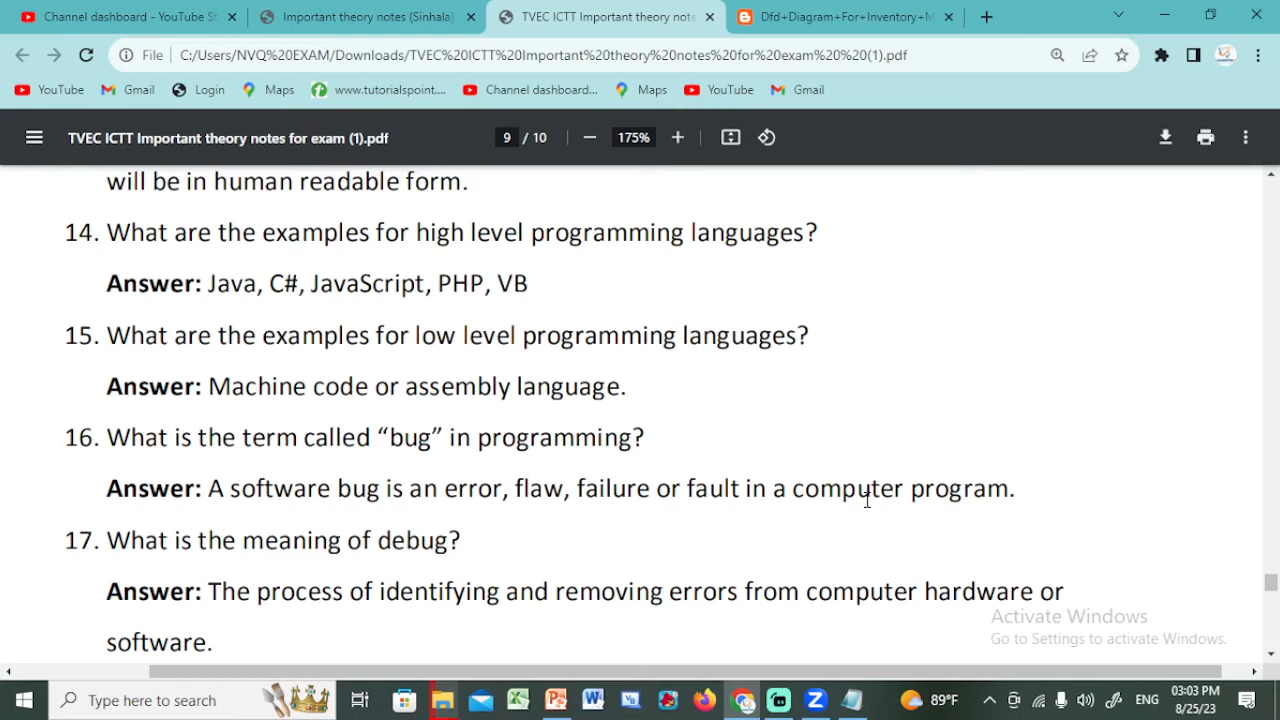 Channel dashboard - YouTube St
Important theory notes (Sinhala)
TVEC ICTT Important theory note
Dfd+Diagram+For+Inventory+M
File
C:/Users/NVQ%20EXAM/Downloads/TVEC%20ICTT%20Important%20theory%20notes%20for%20exam%20%20(1).pdf
YouTube
Gmail
Login
Maps
www.tutorialspoint....
Channel dashboard...
Maps
YouTube
Gmail
TVEC ICTT Important theory notes for exam (1).pdf
9 / 10
175%
will be in human readable form.
14. What are the examples for high level programming languages?
Answer: Java, C#, JavaScript, PHP, VB
15. What are the examples for low level programming languages?
Answer: Machine code or assembly language.
16. What is the term called “bug” in programming?
Answer: A software bug is an error, flaw, failure or fault in a computer program.
17. What is the meaning of debug?
Answer: The process of identifying and removing errors from computer hardware or
software.
Activate Windows
Go to Settings to activate Windows.
Type here to search
89°F
ENG
03:03 PM
8/25/23